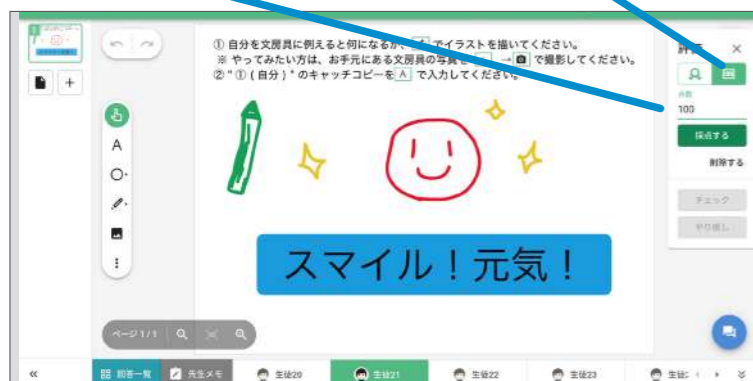 ① 自分を文房具に例えると何になるか、 でイラストを描いてください。
※ やってみたい方は、お手元にある文房具の写真を → で撮影してください。
② "①（自分）"のキャッチコピーを A で入力してください。
評価 ×
点数
100
採点する
削除する
チェック
やり直し
A
スマイル！元気！
ページ 1/1
回答一覧
先生メモ
生徒20
生徒21
生徒22
生徒23